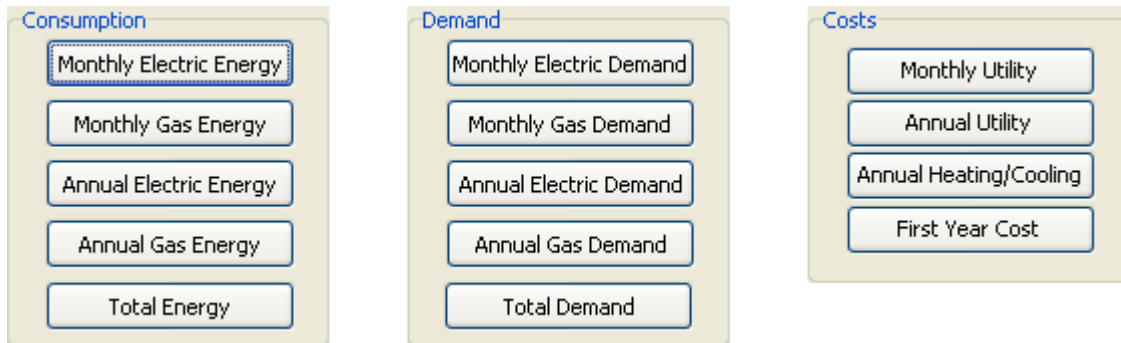 Consumption
Monthly Electric Energy
Monthly Gas Energy
Annual Electric Energy
Annual Gas Energy
Total Energy
Demand
Monthly Electric Demand
Monthly Gas Demand
Annual Electric Demand
Annual Gas Demand
Total Demand
Costs
Monthly Utility
Annual Utility
Annual Heating/Cooling
First Year Cost